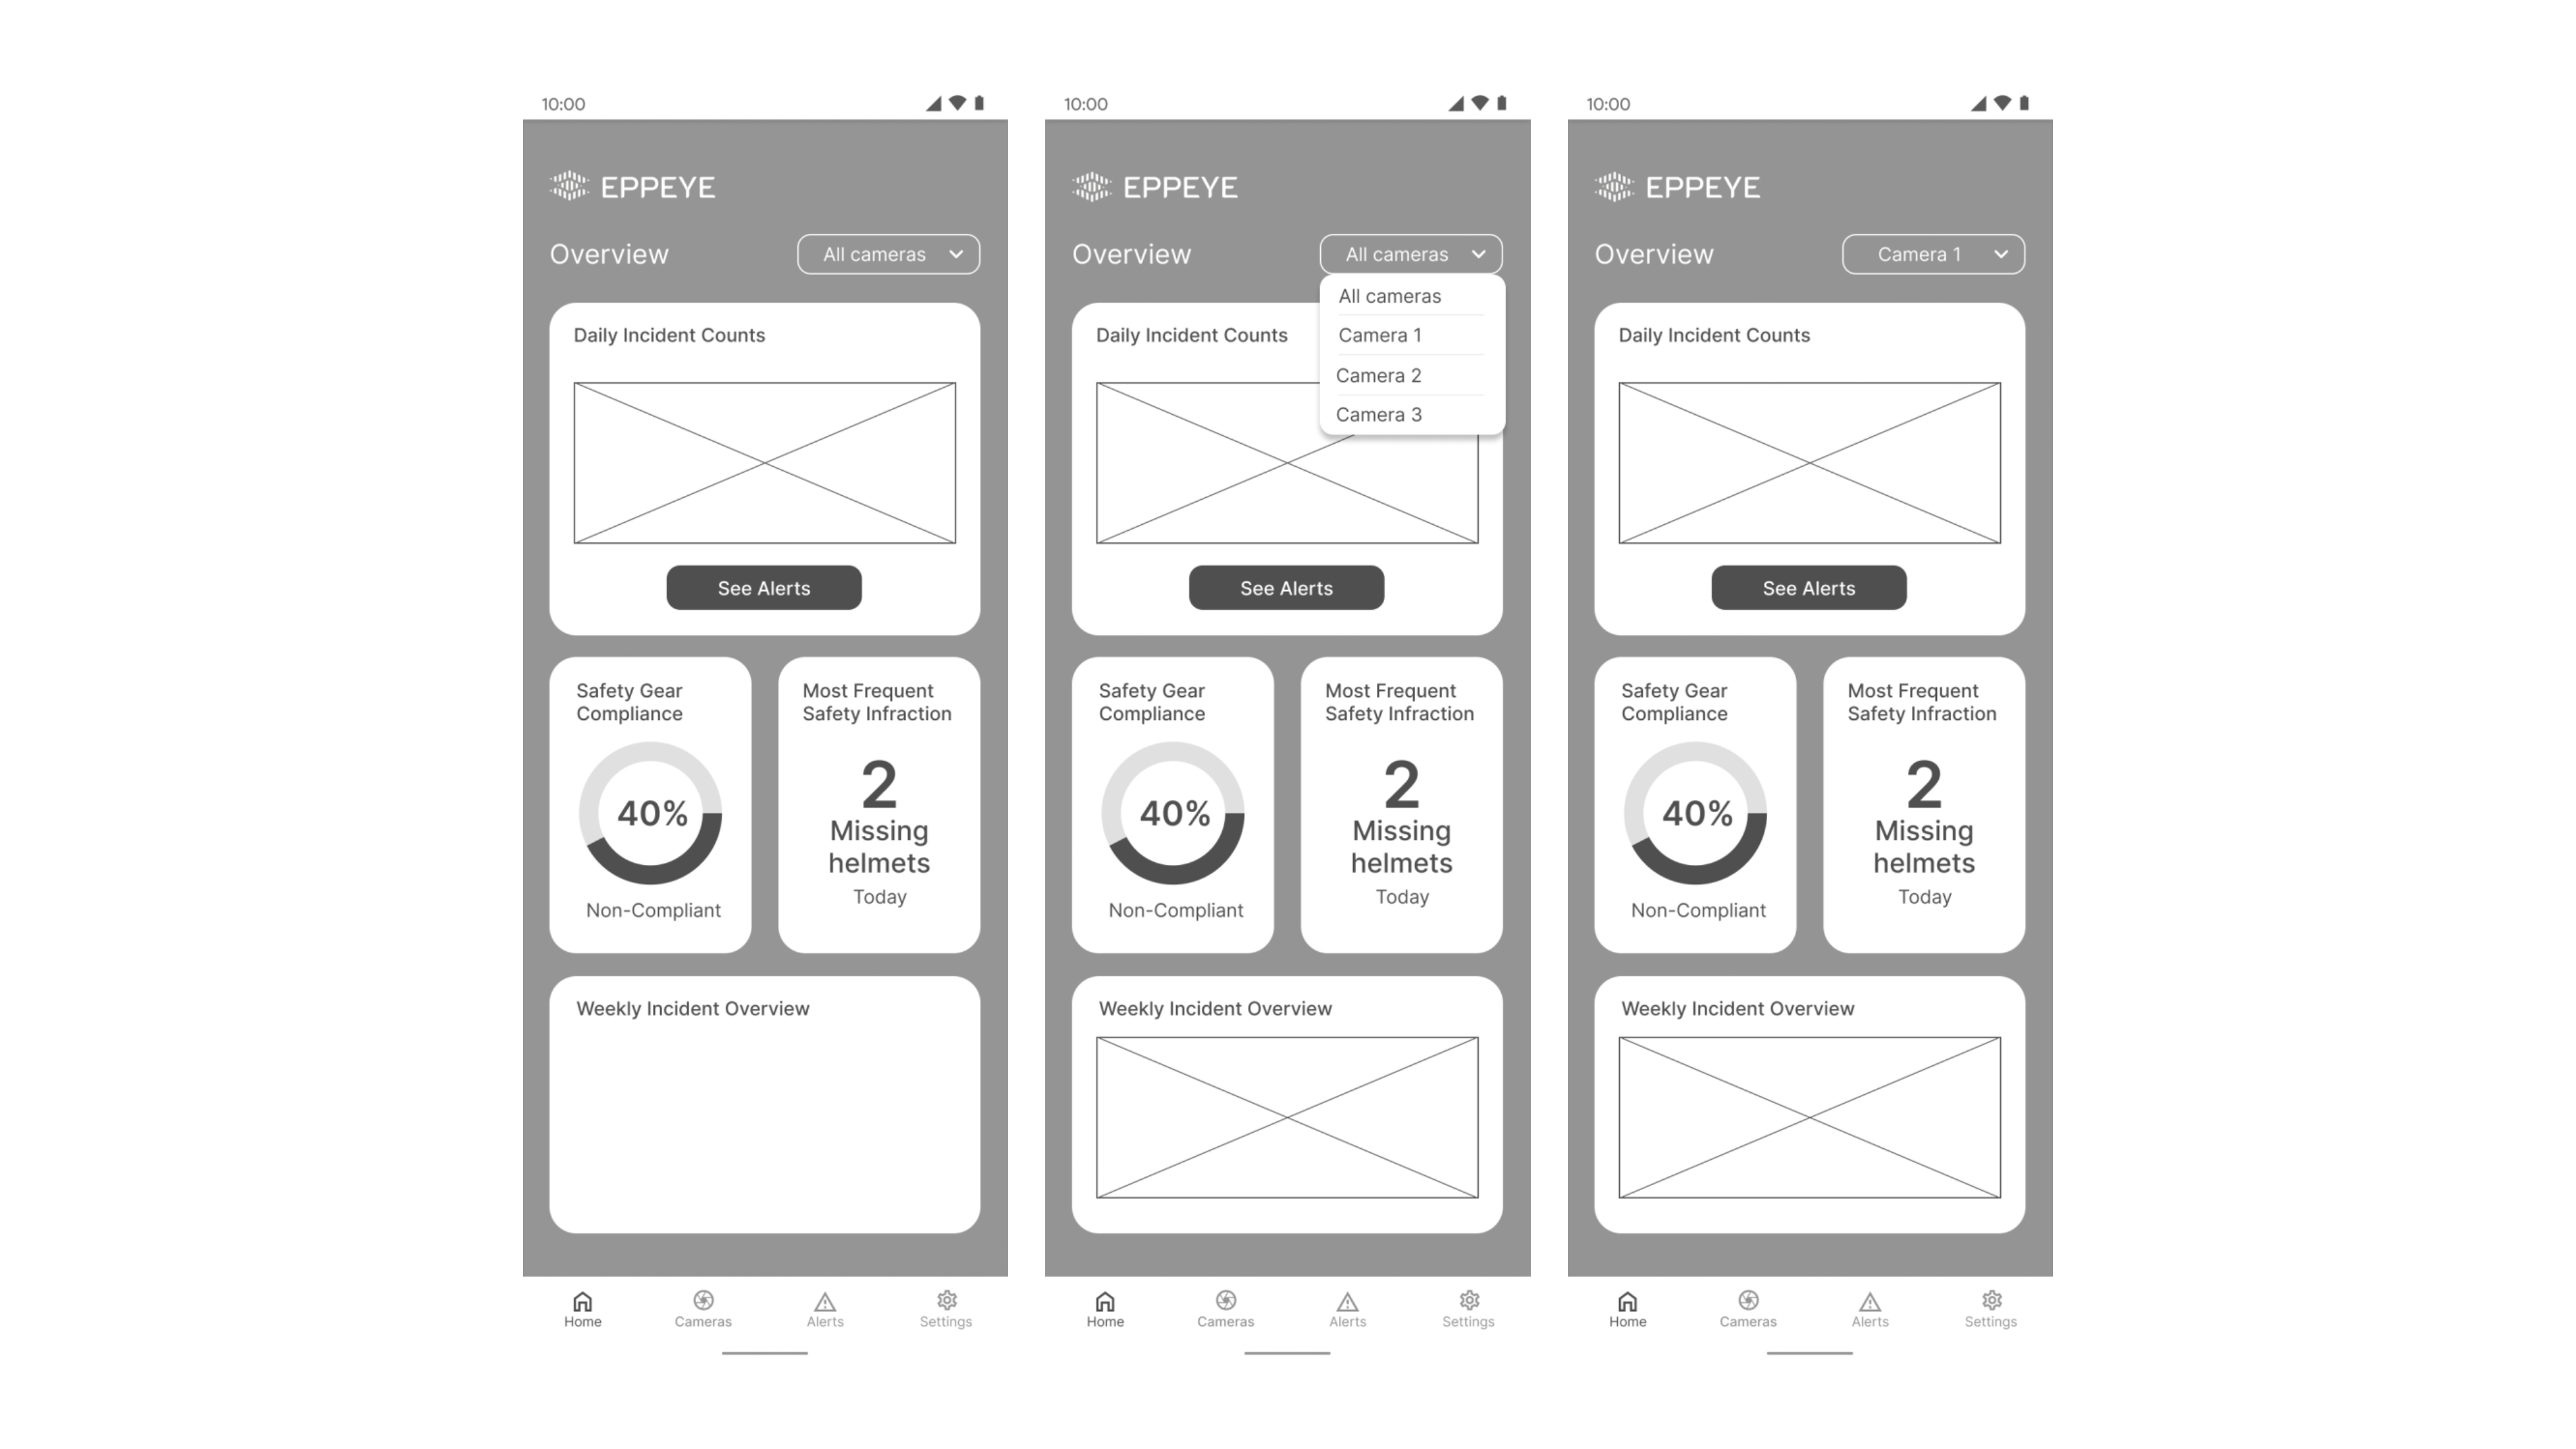 10:00
EPPEYE
Overview
All cameras
Daily Incident Counts
See Alerts
Safety Gear
Compliance
40%
Non-Compliant
Most Frequent
Safety Infraction
2
Missing
helmets
Today
Weekly Incident Overview
Home
Cameras
Alerts
Settings
10:00
EPPEYE
Overview
All cameras
All cameras
Camera 1
Camera 2
Camera 3
Daily Incident Counts
See Alerts
Safety Gear
Compliance
40%
Non-Compliant
Most Frequent
Safety Infraction
2
Missing
helmets
Today
Weekly Incident Overview
Home
Cameras
Alerts
Settings
10:00
EPPEYE
Overview
Camera 1
Daily Incident Counts
See Alerts
Safety Gear
Compliance
40%
Non-Compliant
Most Frequent
Safety Infraction
2
Missing
helmets
Today
Weekly Incident Overview
Home
Cameras
Alerts
Settings